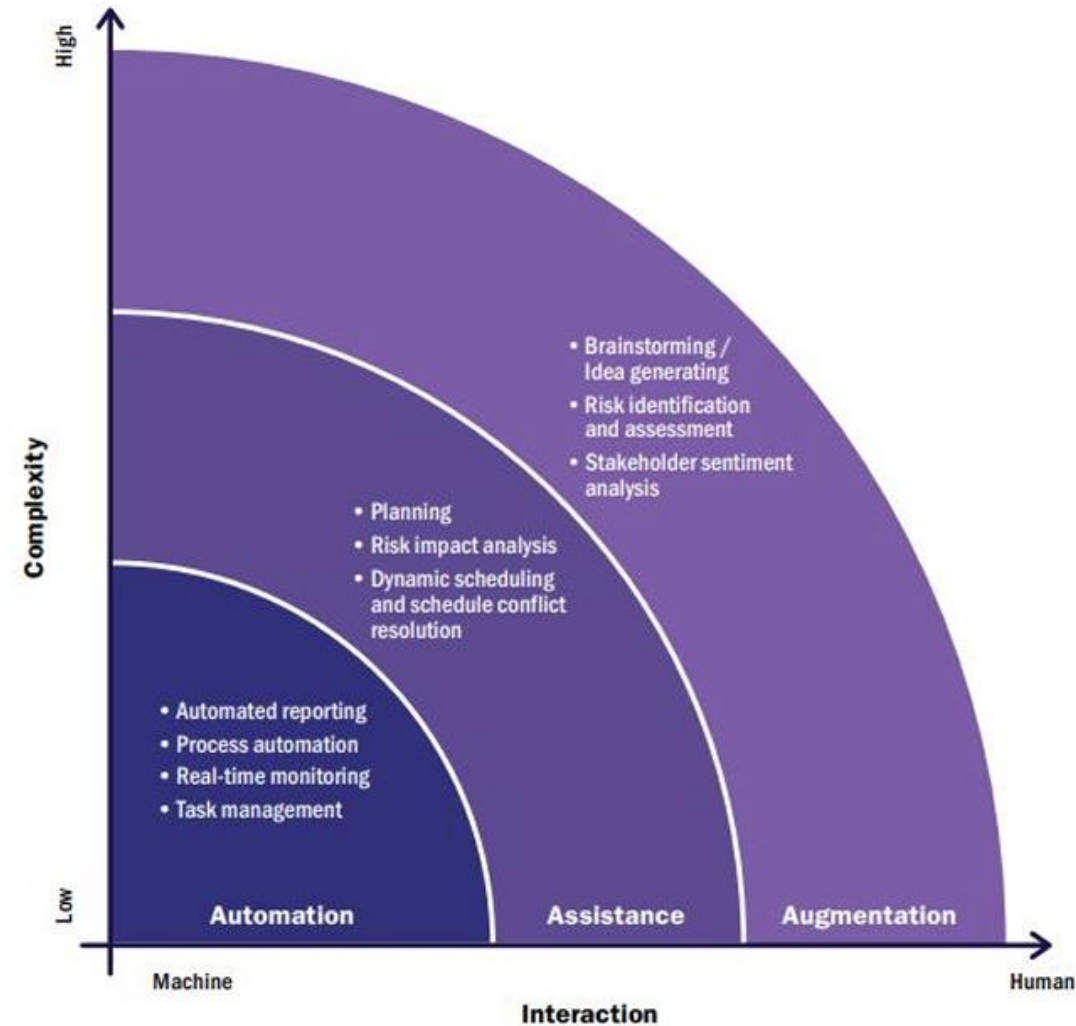 High
Complexity
Low
• Brainstorming /
Idea generating
• Risk identification
and assessment
• Stakeholder sentiment
analysis
• Planning
• Risk impact analysis
• Dynamic scheduling
and schedule conflict
resolution
• Automated reporting
• Process automation
• Real-time monitoring
• Task management
Automation
Assistance
Augmentation
Machine
Human
Interaction